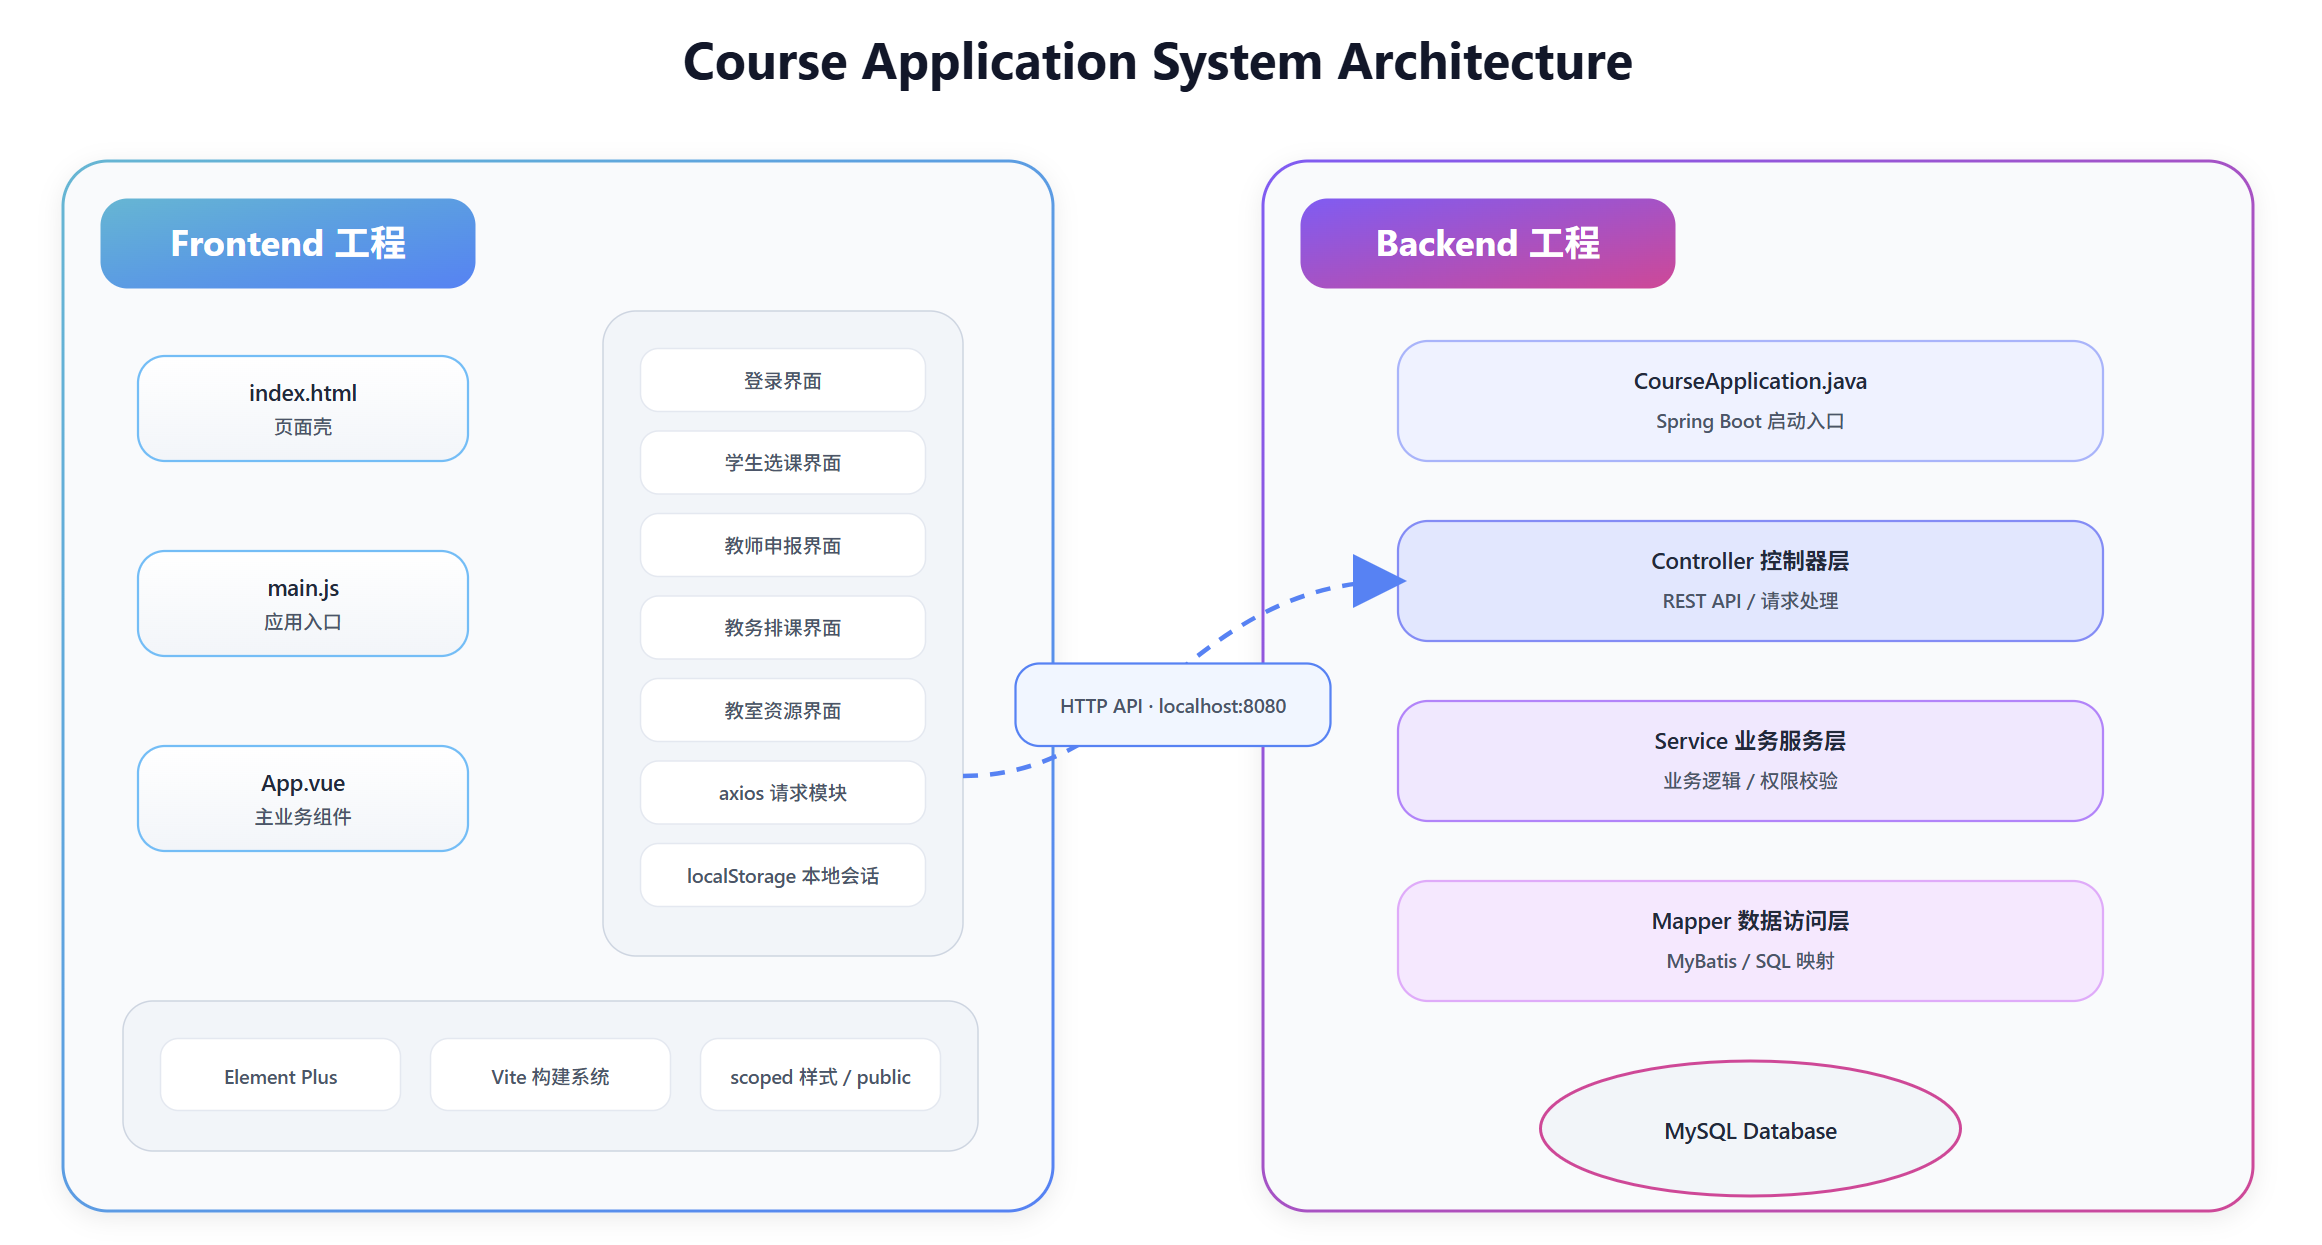 Course Application System Architecture
Frontend 工程
index.html
页面壳
main.js
应用入口
App.vue
主业务组件
登录界面
学生选课界面
教师申报界面
教务排课界面
教室资源界面
axios 请求模块
localStorage 本地会话
Element Plus
Vite 构建系统
scoped 样式 / public
HTTP API · localhost:8080
Backend 工程
CourseApplication.java
Spring Boot 启动入口
Controller 控制器层
REST API / 请求处理
Service 业务服务层
业务逻辑 / 权限校验
Mapper 数据访问层
MyBatis / SQL 映射
MySQL Database